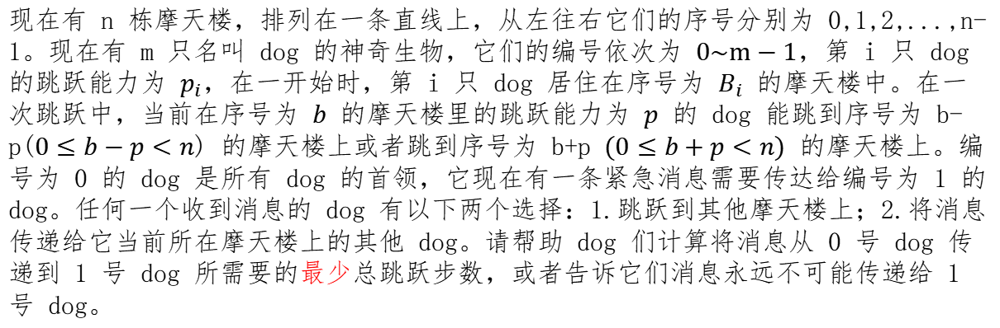 现在有 n 栋摩天楼，排列在一条直线上，从左往右它们的序号分别为 0,1,2,...,n-
1。现在有 m 只名叫 dog 的神奇生物，它们的编号依次为 0~m − 1，第 i 只 dog
的跳跃能力为 pᵢ，在一开始时，第 i 只 dog 居住在序号为 Bᵢ 的摩天楼中。在一
次跳跃中，当前在序号为 b 的摩天楼里的跳跃能力为 p 的 dog 能跳到序号为 b-
p(0 ≤ b − p < n) 的摩天楼上或者跳到序号为 b+p (0 ≤ b + p < n) 的摩天楼上。编
号为 0 的 dog 是所有 dog 的首领，它现在有一条紧急消息需要传达给编号为 1 的
dog。任何一个收到消息的 dog 有以下两个选择：1.跳跃到其他摩天楼上；2.将消息
传递给它当前所在摩天楼上的其他 dog。请帮助 dog 们计算将消息从 0 号 dog 传
递到 1 号 dog 所需要的最少总跳跃步数，或者告诉它们消息永远不可能传递给 1
号 dog。